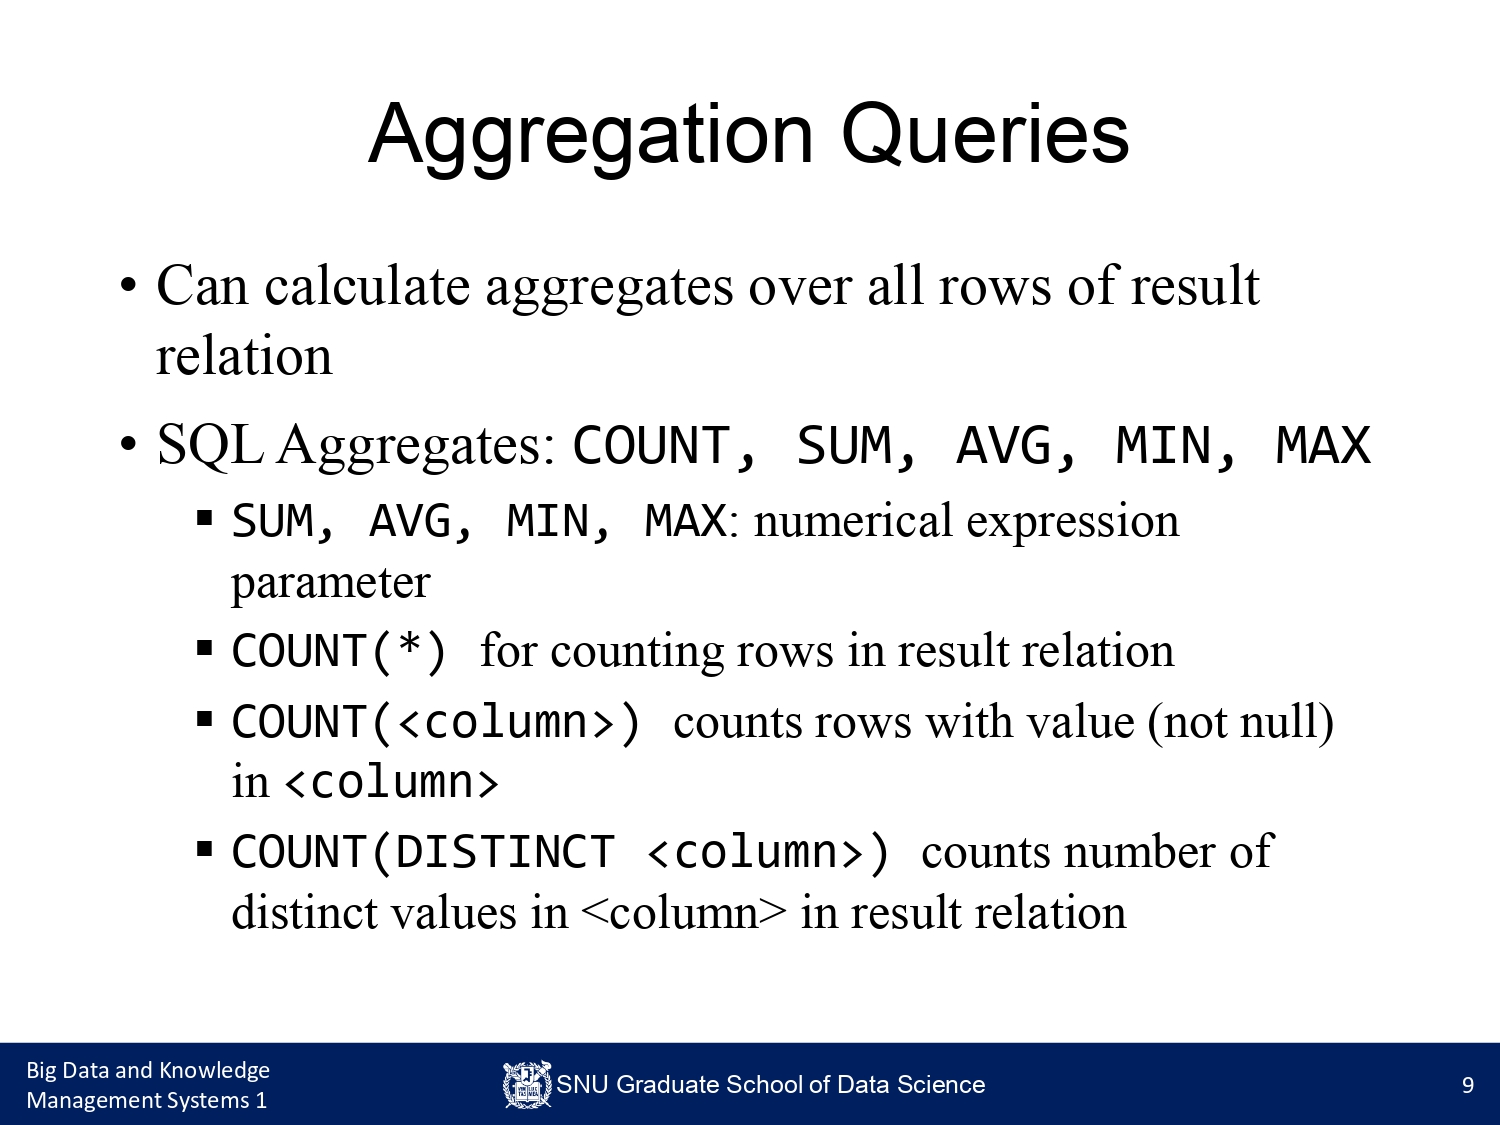 Aggregation Queries
• Can calculate aggregates over all rows of result
relation
• SQL Aggregates: COUNT, SUM, AVG, MIN, MAX
▪ SUM, AVG, MIN, MAX: numerical expression
parameter
▪ COUNT(*) for counting rows in result relation
▪ COUNT(<column>) counts rows with value (not null)
in <column>
▪ COUNT(DISTINCT <column>) counts number of
distinct values in <column> in result relation
Big Data and Knowledge
Management Systems 1
SNU Graduate School of Data Science
9